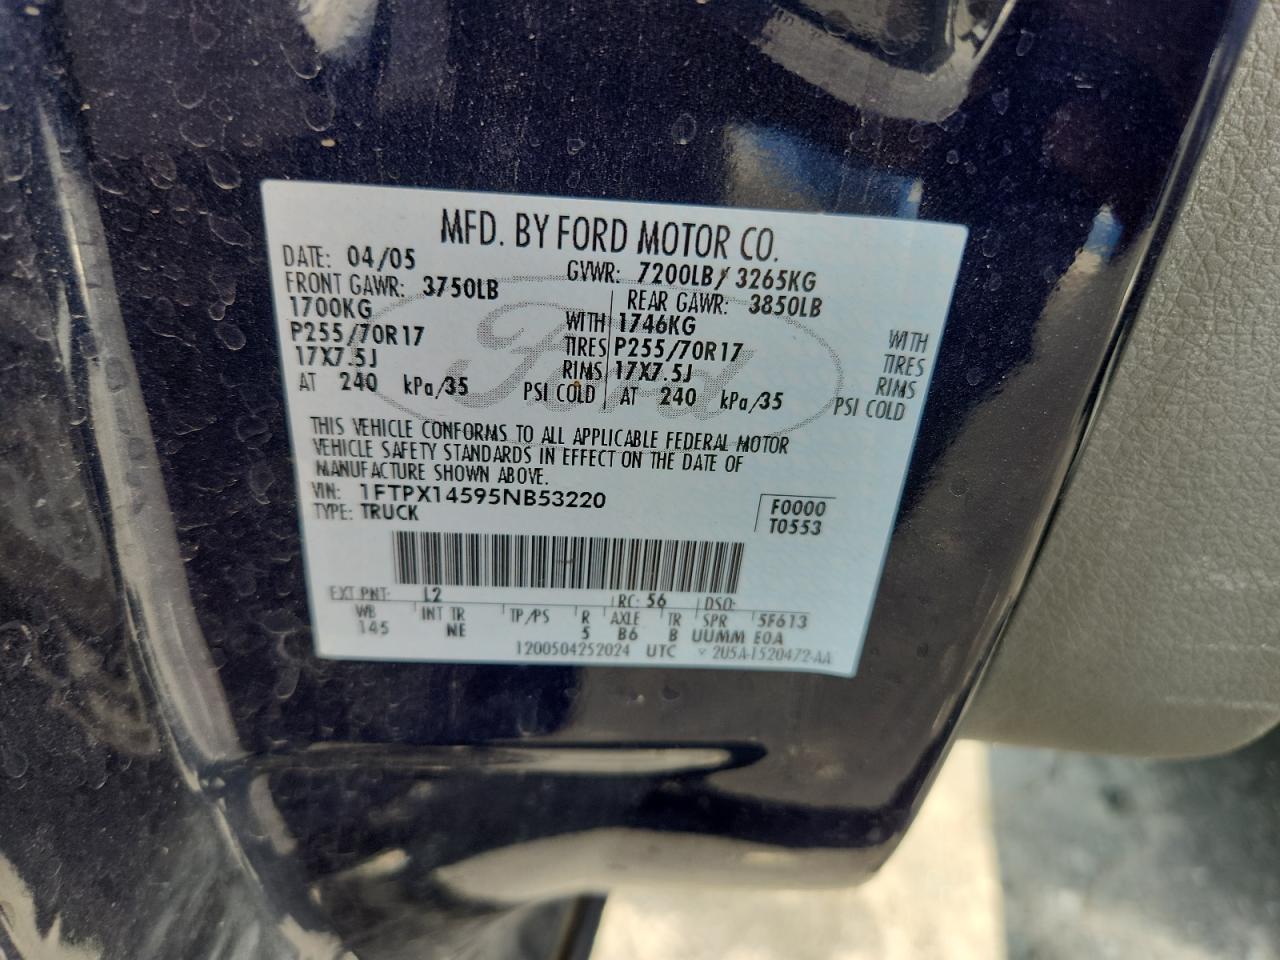 MFD. BY FORD MOTOR CO.
DATE: 04/05 GVWR: 7200LB/ 3265KG
FRONT GAWR: 3750LB REAR GAWR: 3850LB
1700KG WITH 1746KG WITH
P255/70R17 TIRES P255/70R17 TIRES
17X7.5J RIMS 17X7.5J RIMS
AT 240 kPa/35 PSI COLD AT 240 kPa/35 PSI COLD
Ford
THIS VEHICLE CONFORMS TO ALL APPLICABLE FEDERAL MOTOR
VEHICLE SAFETY STANDARDS IN EFFECT ON THE DATE OF
MANUFACTURE SHOWN ABOVE.
VIN: 1FTPX14595NB53220 F0000
TYPE: TRUCK T0553
EXT PNT: L2 RC: 56 DSO:
WB INT TR TP/PS R AXLE TR SPR 5F613
145 NE 5 B6 B UUMM E0A
1200504252024 UTC 2U5A-1520472-AA